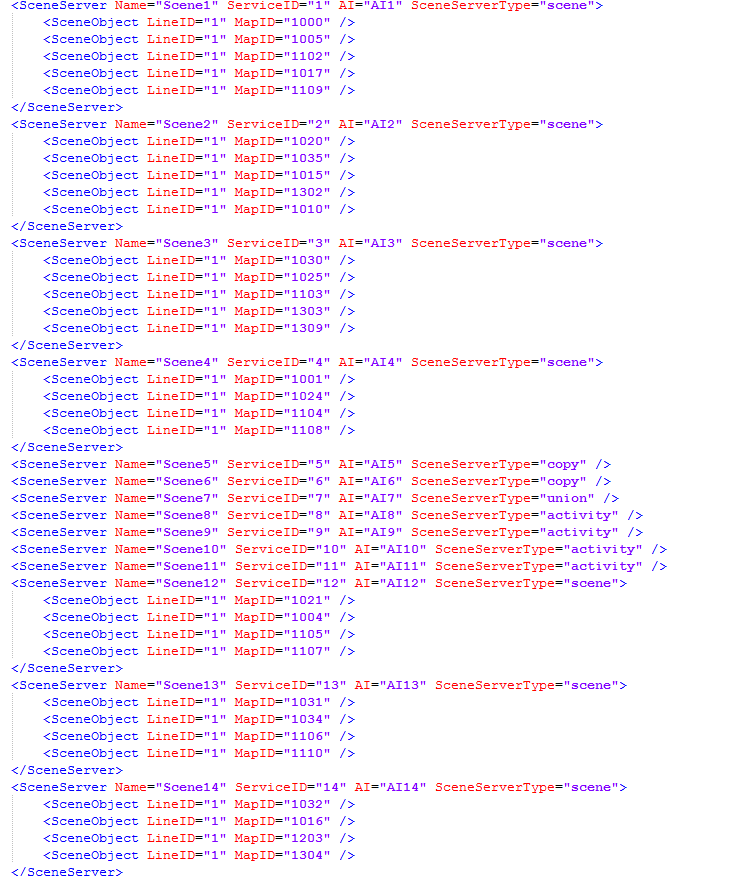 <SceneServer Name="Scene1" ServiceID="1" AI="AI1" SceneServerType="scene">
<SceneObject LineID="1" MapID="1000" />
<SceneObject LineID="1" MapID="1005" />
<SceneObject LineID="1" MapID="1102" />
<SceneObject LineID="1" MapID="1017" />
<SceneObject LineID="1" MapID="1109" />
</SceneServer>
<SceneServer Name="Scene2" ServiceID="2" AI="AI2" SceneServerType="scene">
<SceneObject LineID="1" MapID="1020" />
<SceneObject LineID="1" MapID="1035" />
<SceneObject LineID="1" MapID="1015" />
<SceneObject LineID="1" MapID="1302" />
<SceneObject LineID="1" MapID="1010" />
</SceneServer>
<SceneServer Name="Scene3" ServiceID="3" AI="AI3" SceneServerType="scene">
<SceneObject LineID="1" MapID="1030" />
<SceneObject LineID="1" MapID="1025" />
<SceneObject LineID="1" MapID="1103" />
<SceneObject LineID="1" MapID="1303" />
<SceneObject LineID="1" MapID="1309" />
</SceneServer>
<SceneServer Name="Scene4" ServiceID="4" AI="AI4" SceneServerType="scene">
<SceneObject LineID="1" MapID="1001" />
<SceneObject LineID="1" MapID="1024" />
<SceneObject LineID="1" MapID="1104" />
<SceneObject LineID="1" MapID="1108" />
</SceneServer>
<SceneServer Name="Scene5" ServiceID="5" AI="AI5" SceneServerType="copy" />
<SceneServer Name="Scene6" ServiceID="6" AI="AI6" SceneServerType="copy" />
<SceneServer Name="Scene7" ServiceID="7" AI="AI7" SceneServerType="union" />
<SceneServer Name="Scene8" ServiceID="8" AI="AI8" SceneServerType="activity" />
<SceneServer Name="Scene9" ServiceID="9" AI="AI9" SceneServerType="activity" />
<SceneServer Name="Scene10" ServiceID="10" AI="AI10" SceneServerType="activity" />
<SceneServer Name="Scene11" ServiceID="11" AI="AI11" SceneServerType="activity" />
<SceneServer Name="Scene12" ServiceID="12" AI="AI12" SceneServerType="scene">
<SceneObject LineID="1" MapID="1021" />
<SceneObject LineID="1" MapID="1004" />
<SceneObject LineID="1" MapID="1105" />
<SceneObject LineID="1" MapID="1107" />
</SceneServer>
<SceneServer Name="Scene13" ServiceID="13" AI="AI13" SceneServerType="scene">
<SceneObject LineID="1" MapID="1031" />
<SceneObject LineID="1" MapID="1034" />
<SceneObject LineID="1" MapID="1106" />
<SceneObject LineID="1" MapID="1110" />
</SceneServer>
<SceneServer Name="Scene14" ServiceID="14" AI="AI14" SceneServerType="scene">
<SceneObject LineID="1" MapID="1032" />
<SceneObject LineID="1" MapID="1016" />
<SceneObject LineID="1" MapID="1203" />
<SceneObject LineID="1" MapID="1304" />
</SceneServer>